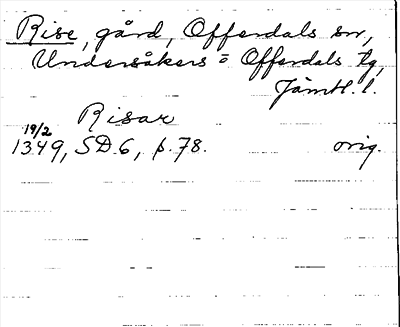 Rise, gård, Offerdals sn,
Undersåkers = Offerdals tg,
Jämtl. l.
Risar
19/2
1349, SD.6, p. 78. orig.